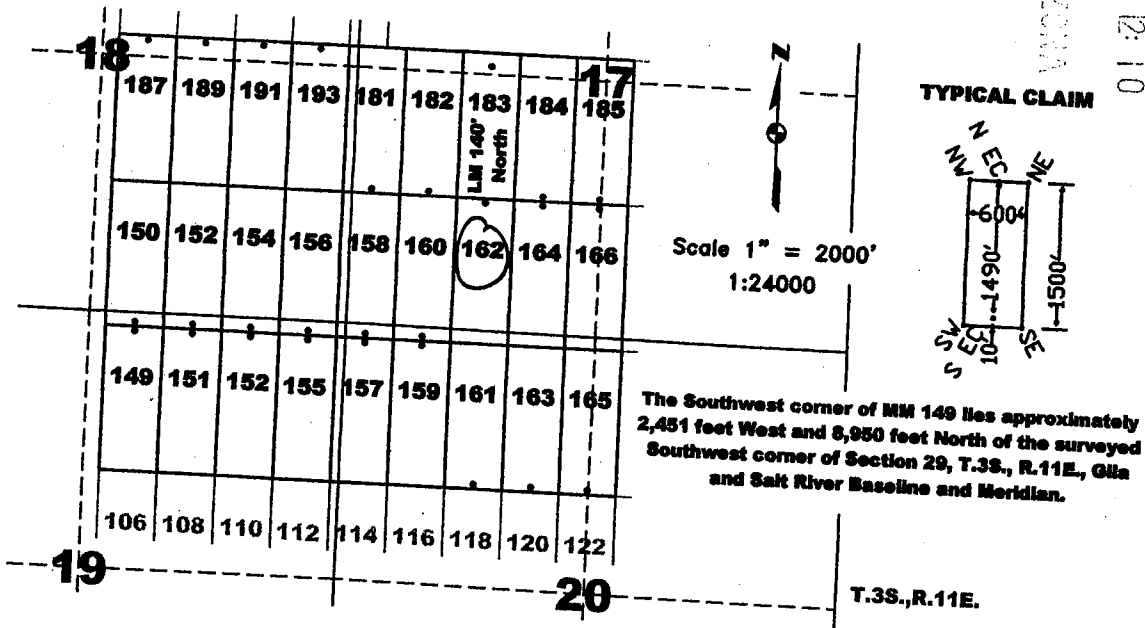 12:10
18
17
187 189 191 193 181 182 183 184 185
LM 140'
North
150 152 154 156 158 160 162 164 166
149 151 152 155 157 159 161 163 165
106 108 110 112 114 116 118 120 122
19
20
N
Scale 1" = 2000'
1:24000
TYPICAL CLAIM
NW N EC NE
600'
1490'
1500'
10'
SW S EC SE
The Southwest corner of MM 149 lies approximately
2,451 feet West and 8,950 feet North of the surveyed
Southwest corner of Section 29, T.3S., R.11E., Gila
and Salt River Baseline and Meridian.
T.3S.,R.11E.